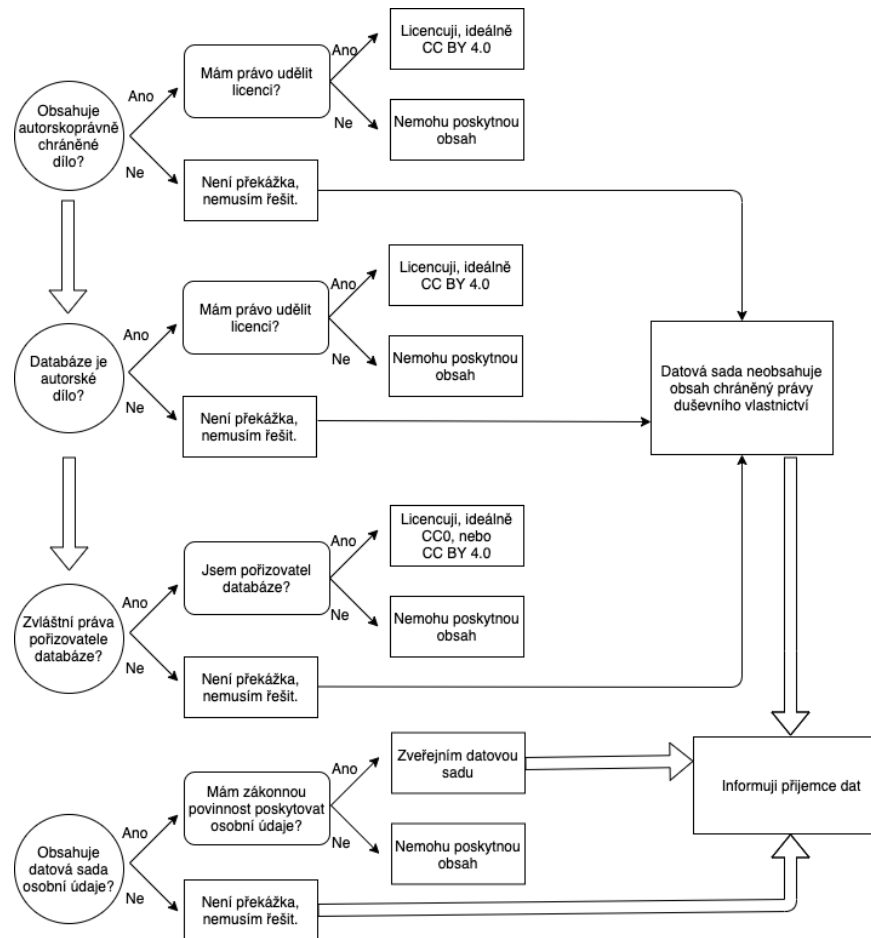 Obsahuje
autorskoprávně
chráněné
dílo?
Ano
Ne
Mám právo udělit
licenci?
Ano
Ne
Licencuji, ideálně
CC BY 4.0
Nemohu poskytnou
obsah
Není překážka,
nemusím řešit.
Databáze je
autorské
dílo?
Ano
Ne
Mám právo udělit
licenci?
Ano
Ne
Licencuji, ideálně
CC BY 4.0
Nemohu poskytnou
obsah
Není překážka,
nemusím řešit.
Datová sada neobsahuje
obsah chráněný právy
duševního vlastnictví
Zvláštní práva
pořizovatele
databáze?
Ano
Ne
Jsem pořizovatel
databáze?
Ano
Ne
Licencuji, ideálně
CC0, nebo
CC BY 4.0
Nemohu poskytnou
obsah
Není překážka,
nemusím řešit.
Obsahuje
datová sada
osobní údaje?
Ano
Ne
Mám zákonnou
povinnost poskytovat
osobní údaje?
Ano
Ne
Zveřejním datovou
sadu
Nemohu poskytnou
obsah
Není překážka,
nemusím řešit.
Informuji přijemce dat